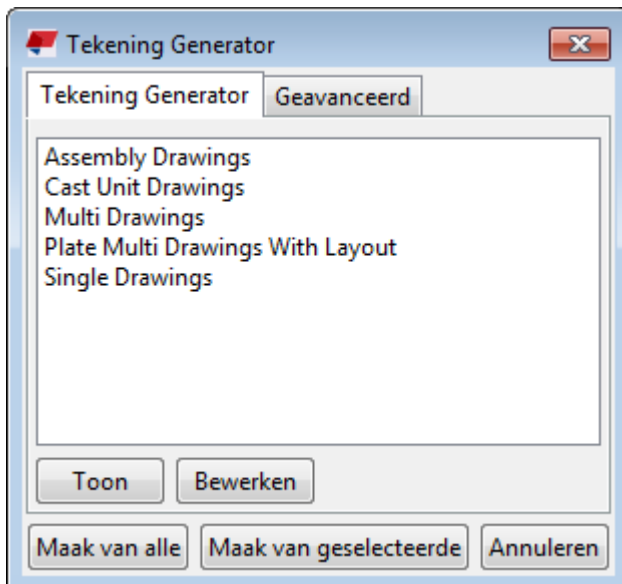 Tekening Generator
Tekening Generator Geavanceerd
Assembly Drawings
Cast Unit Drawings
Multi Drawings
Plate Multi Drawings With Layout
Single Drawings
Toon Bewerken
Maak van alle Maak van geselecteerde Annuleren